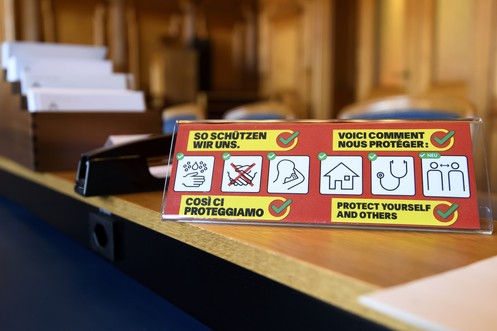 SO SCHÜTZEN
WIR UNS.
VOICI COMMENT
NOUS PROTÉGER :
NEU
COSÌ CI
PROTEGGIAMO
PROTECT YOURSELF
AND OTHERS